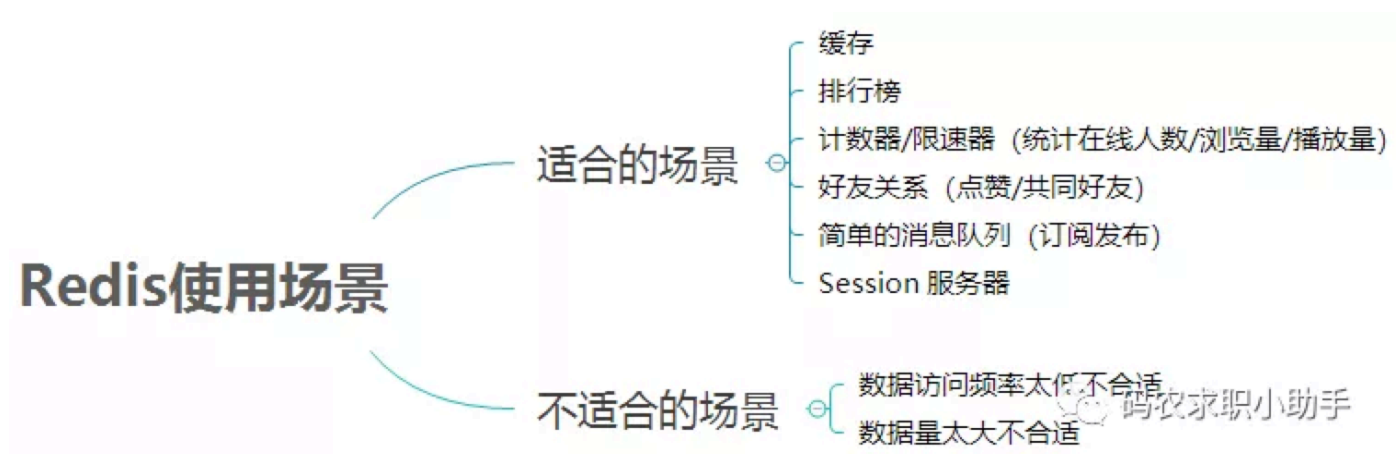 缓存
排行榜
计数器/限速器（统计在线人数/浏览量/播放量）
适合的场景
好友关系（点赞/共同好友）
简单的消息队列（订阅发布）
Session 服务器
Redis使用场景
数据访问频率太低不合适
不适合的场景
码农求职小助手
数据量太大不合适